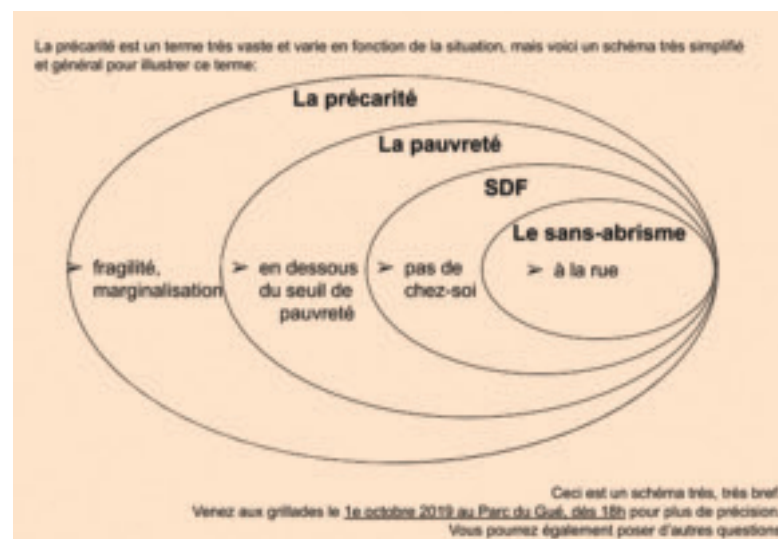 La précarité est un terme très vaste et varie en fonction de la situation, mais voici un schéma très simplifié
et général pour illustrer ce terme:
La précarité
La pauvreté
SDF
Le sans-abrisme
➢ fragilité,
marginalisation
➢ en dessous
du seuil de
pauvreté
➢ pas de
chez-soi
➢ à la rue
Ceci est un schéma très, très bref
Venez aux grillades le 1e octobre 2019 au Parc du Gué, dès 18h pour plus de précision
Vous pourrez également poser d'autres questions